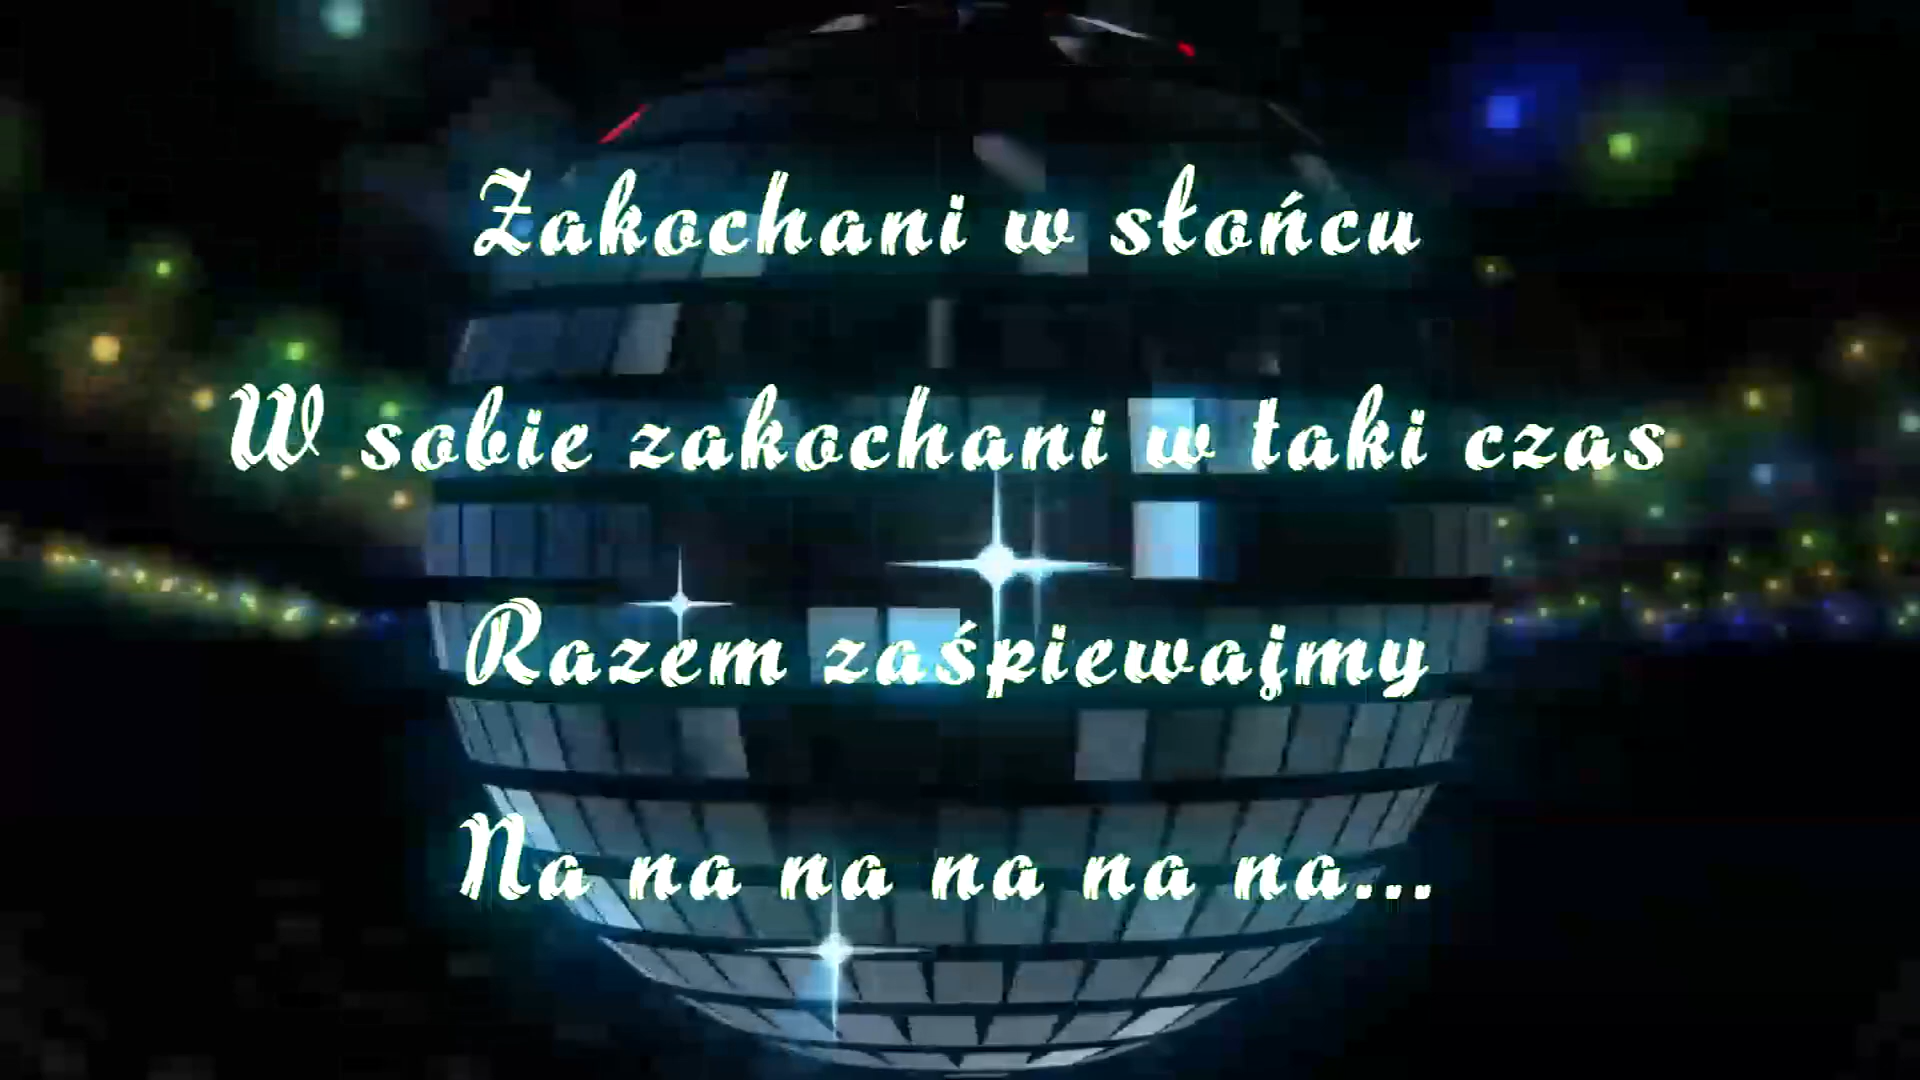 Zakochani w słońcu
W sobie zakochani w taki czas
Razem zaśpiewajmy
Na na na na na na...